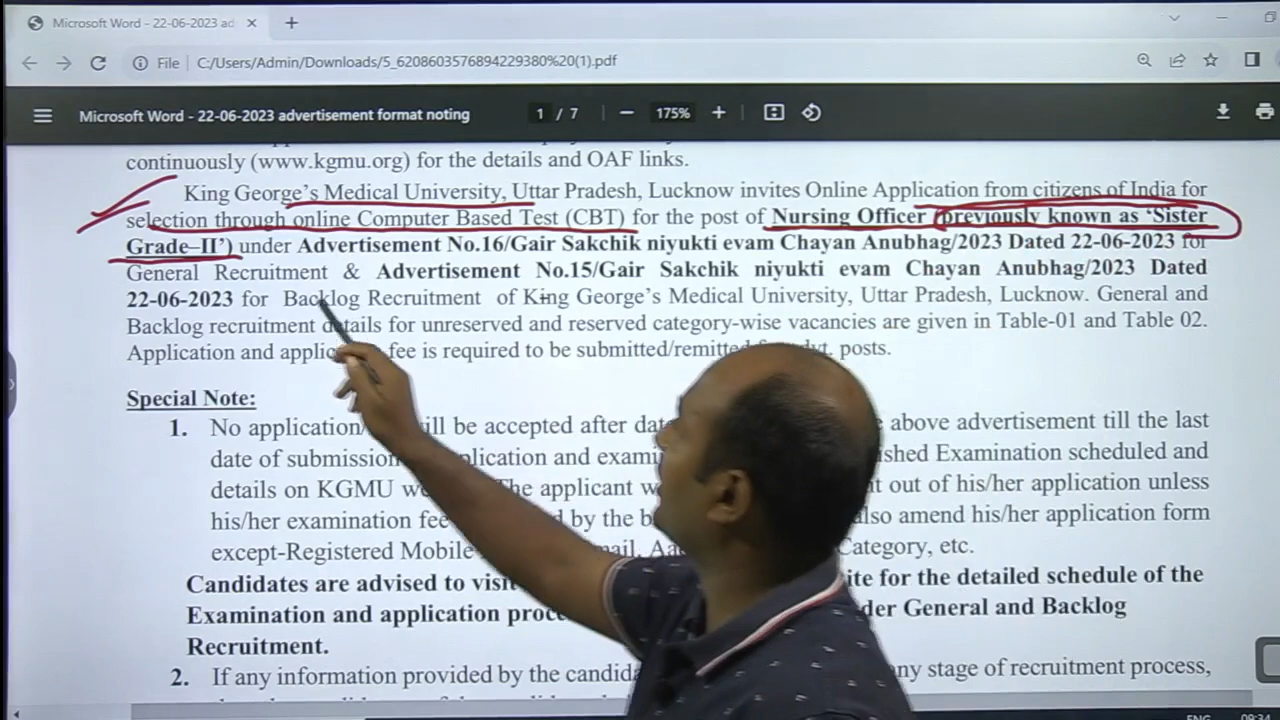 Microsoft Word - 22-06-2023 ad
File C:/Users/Admin/Downloads/5_6208603576894229380%20(1).pdf
Microsoft Word - 22-06-2023 advertisement format noting 1 / 7 175%
continuously (www.kgmu.org) for the details and OAF links.
King George's Medical University, Uttar Pradesh, Lucknow invites Online Application from citizens of India for
selection through online Computer Based Test (CBT) for the post of Nursing Officer (previously known as ‘Sister
Grade–II’) under Advertisement No.16/Gair Sakchik niyukti evam Chayan Anubhag/2023 Dated 22-06-2023 for
General Recruitment & Advertisement No.15/Gair Sakchik niyukti evam Chayan Anubhag/2023 Dated
22-06-2023 for Backlog Recruitment of King George's Medical University, Uttar Pradesh, Lucknow. General and
Backlog recruitment details for unreserved and reserved category-wise vacancies are given in Table-01 and Table 02.
Application and applic fee is required to be submitted/remitted posts.
Special Note:
1. No application ill be accepted after dat above advertisement till the last
date of submission plication and exami ished Examination scheduled and
details on KGMU w he applicant w t out of his/her application unless
his/her examination fee d by the b also amend his/her application form
except-Registered Mobile mail, Aa Category, etc.
Candidates are advised to visit ite for the detailed schedule of the
Examination and application proce der General and Backlog
Recruitment.
2. If any information provided by the candida ny stage of recruitment process,
ENG 09:34